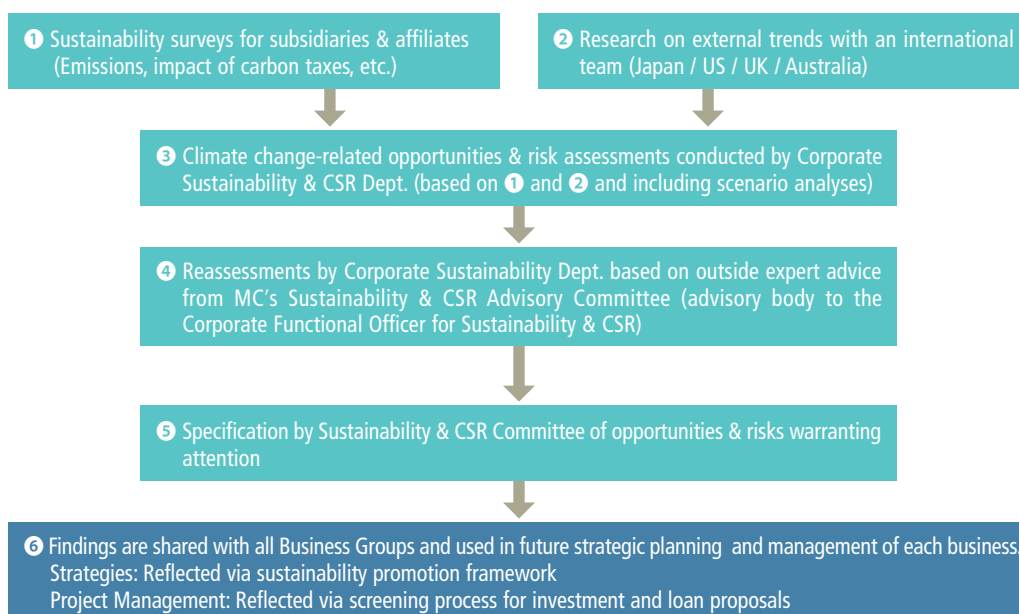 ❶ Sustainability surveys for subsidiaries & affiliates
(Emissions, impact of carbon taxes, etc.)
❷ Research on external trends with an international
team (Japan / US / UK / Australia)
❸ Climate change-related opportunities & risk assessments conducted by Corporate
Sustainability & CSR Dept. (based on ❶ and ❷ and including scenario analyses)
❹ Reassessments by Corporate Sustainability Dept. based on outside expert advice
from MC's Sustainability & CSR Advisory Committee (advisory body to the
Corporate Functional Officer for Sustainability & CSR)
❺ Specification by Sustainability & CSR Committee of opportunities & risks warranting
attention
❻ Findings are shared with all Business Groups and used in future strategic planning and management of each business.
Strategies: Reflected via sustainability promotion framework
Project Management: Reflected via screening process for investment and loan proposals